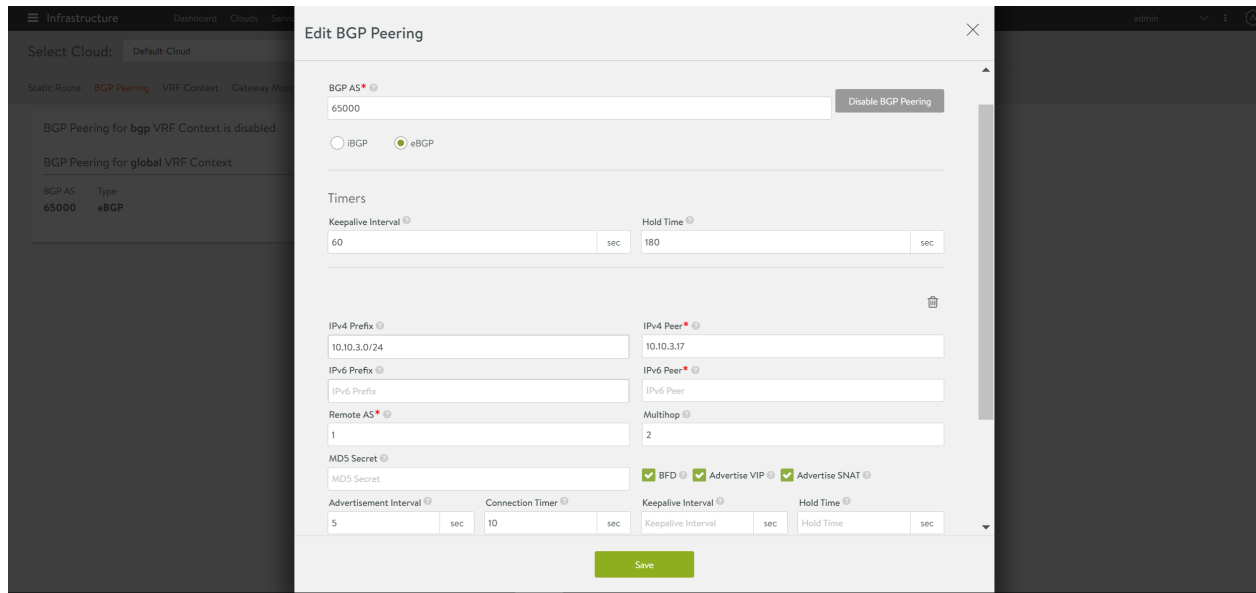 Infrastructure Dashboard Clouds admin
Select Cloud: Default-Cloud
Static Route BGP Peering VRF Context Gateway
BGP Peering for bgp VRF Context is disabled
BGP Peering for global VRF Context
BGP AS Type
65000 eBGP
Edit BGP Peering
BGP AS*
65000
Disable BGP Peering
iBGP eBGP
Timers
Keepalive Interval Hold Time
60 sec 180 sec
IPv4 Prefix IPv4 Peer*
10.10.3.0/24 10.10.3.17
IPv6 Prefix IPv6 Peer*
IPv6 Prefix IPv6 Peer
Remote AS* Multihop
1 2
MD5 Secret
MD5 Secret
BFD Advertise VIP Advertise SNAT
Advertisement Interval Connection Timer Keepalive Interval Hold Time
5 sec 10 sec Keepalive Interval sec Hold Time sec
Save